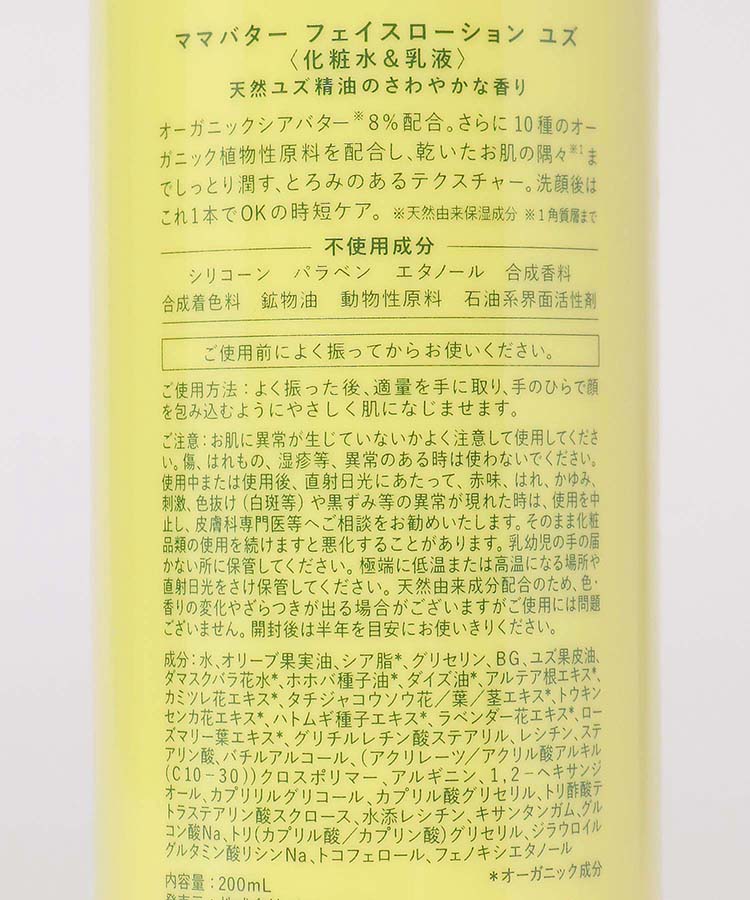 ママバター フェイスローション ユズ
〈化粧水＆乳液〉
天然ユズ精油のさわやかな香り
オーガニックシアバター※8%配合。さらに10種のオー
ガニック植物性原料を配合し、乾いたお肌の隅々※1ま
でしっとり潤す、とろみのあるテクスチャー。洗顔後は
これ1本でOKの時短ケア。 ※天然由来保湿成分 ※1角質層まで
不使用成分
シリコーン パラベン エタノール 合成香料
合成着色料 鉱物油 動物性原料 石油系界面活性剤
ご使用前によく振ってからお使いください。
ご使用方法：よく振った後、適量を手に取り、手のひらで顔
を包み込むようにやさしく肌になじませます。
ご注意：お肌に異常が生じていないかよく注意して使用してくださ
い。傷、はれもの、湿疹等、異常のある時は使わないでください。
使用中または使用後、直射日光にあたって、赤味、はれ、かゆみ、
刺激、色抜け（白斑等）や黒ずみ等の異常が現れた時は、使用を中
止し、皮膚科専門医等へご相談をお勧めいたします。そのまま化粧
品類の使用を続けますと悪化することがあります。乳幼児の手の届
かない所に保管してください。極端に低温または高温になる場所や
直射日光をさけ保管してください。天然由来成分配合のため、色・
香りの変化やざらつきが出る場合がございますがご使用には問題
ございません。開封後は半年を目安にお使いきりください。
成分：水、オリーブ果実油、シア脂*、グリセリン、BG、ユズ果皮油、
ダマスクバラ花水*、ホホバ種子油*、ダイズ油*、アルテア根エキス*、
カミツレ花エキス*、タチジャコウソウ花／葉／茎エキス*、トウキン
センカ花エキス*、ハトムギ種子エキス*、ラベンダー花エキス*、ロー
ズマリー葉エキス*、グリチルレチン酸ステアリル、レシチン、ステ
アリン酸、バチルアルコール、（アクリレーツ／アクリル酸アルキル
(C10-30)）クロスポリマー、アルギニン、1,2-ヘキサンジ
オール、カプリリルグリコール、カプリル酸グリセリル、トリ酢酸テ
トラステアリン酸スクロース、水添レシチン、キサンタンガム、グル
コン酸Na、トリ(カプリル酸／カプリン酸)グリセリル、ジラウロイル
グルタミン酸リシンNa、トコフェロール、フェノキシエタノール
*オーガニック成分
内容量：200mL